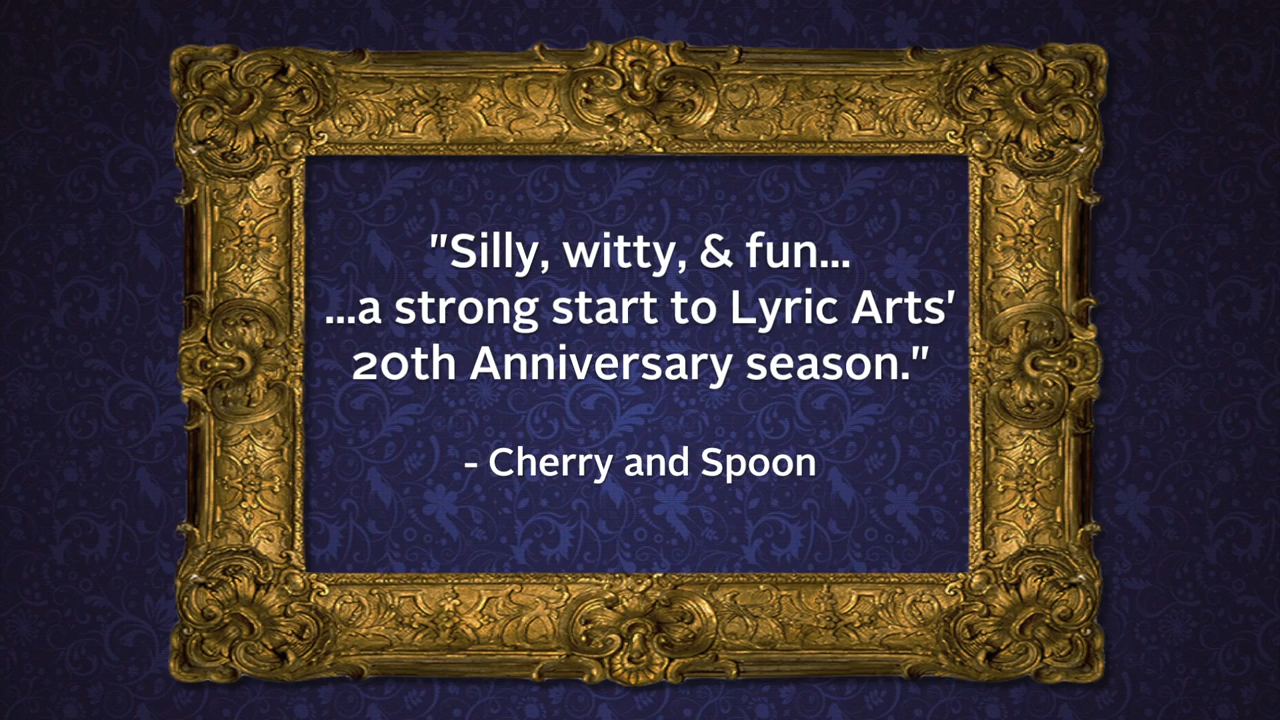 "Silly, witty, & fun...
...a strong start to Lyric Arts'
20th Anniversary season."
- Cherry and Spoon